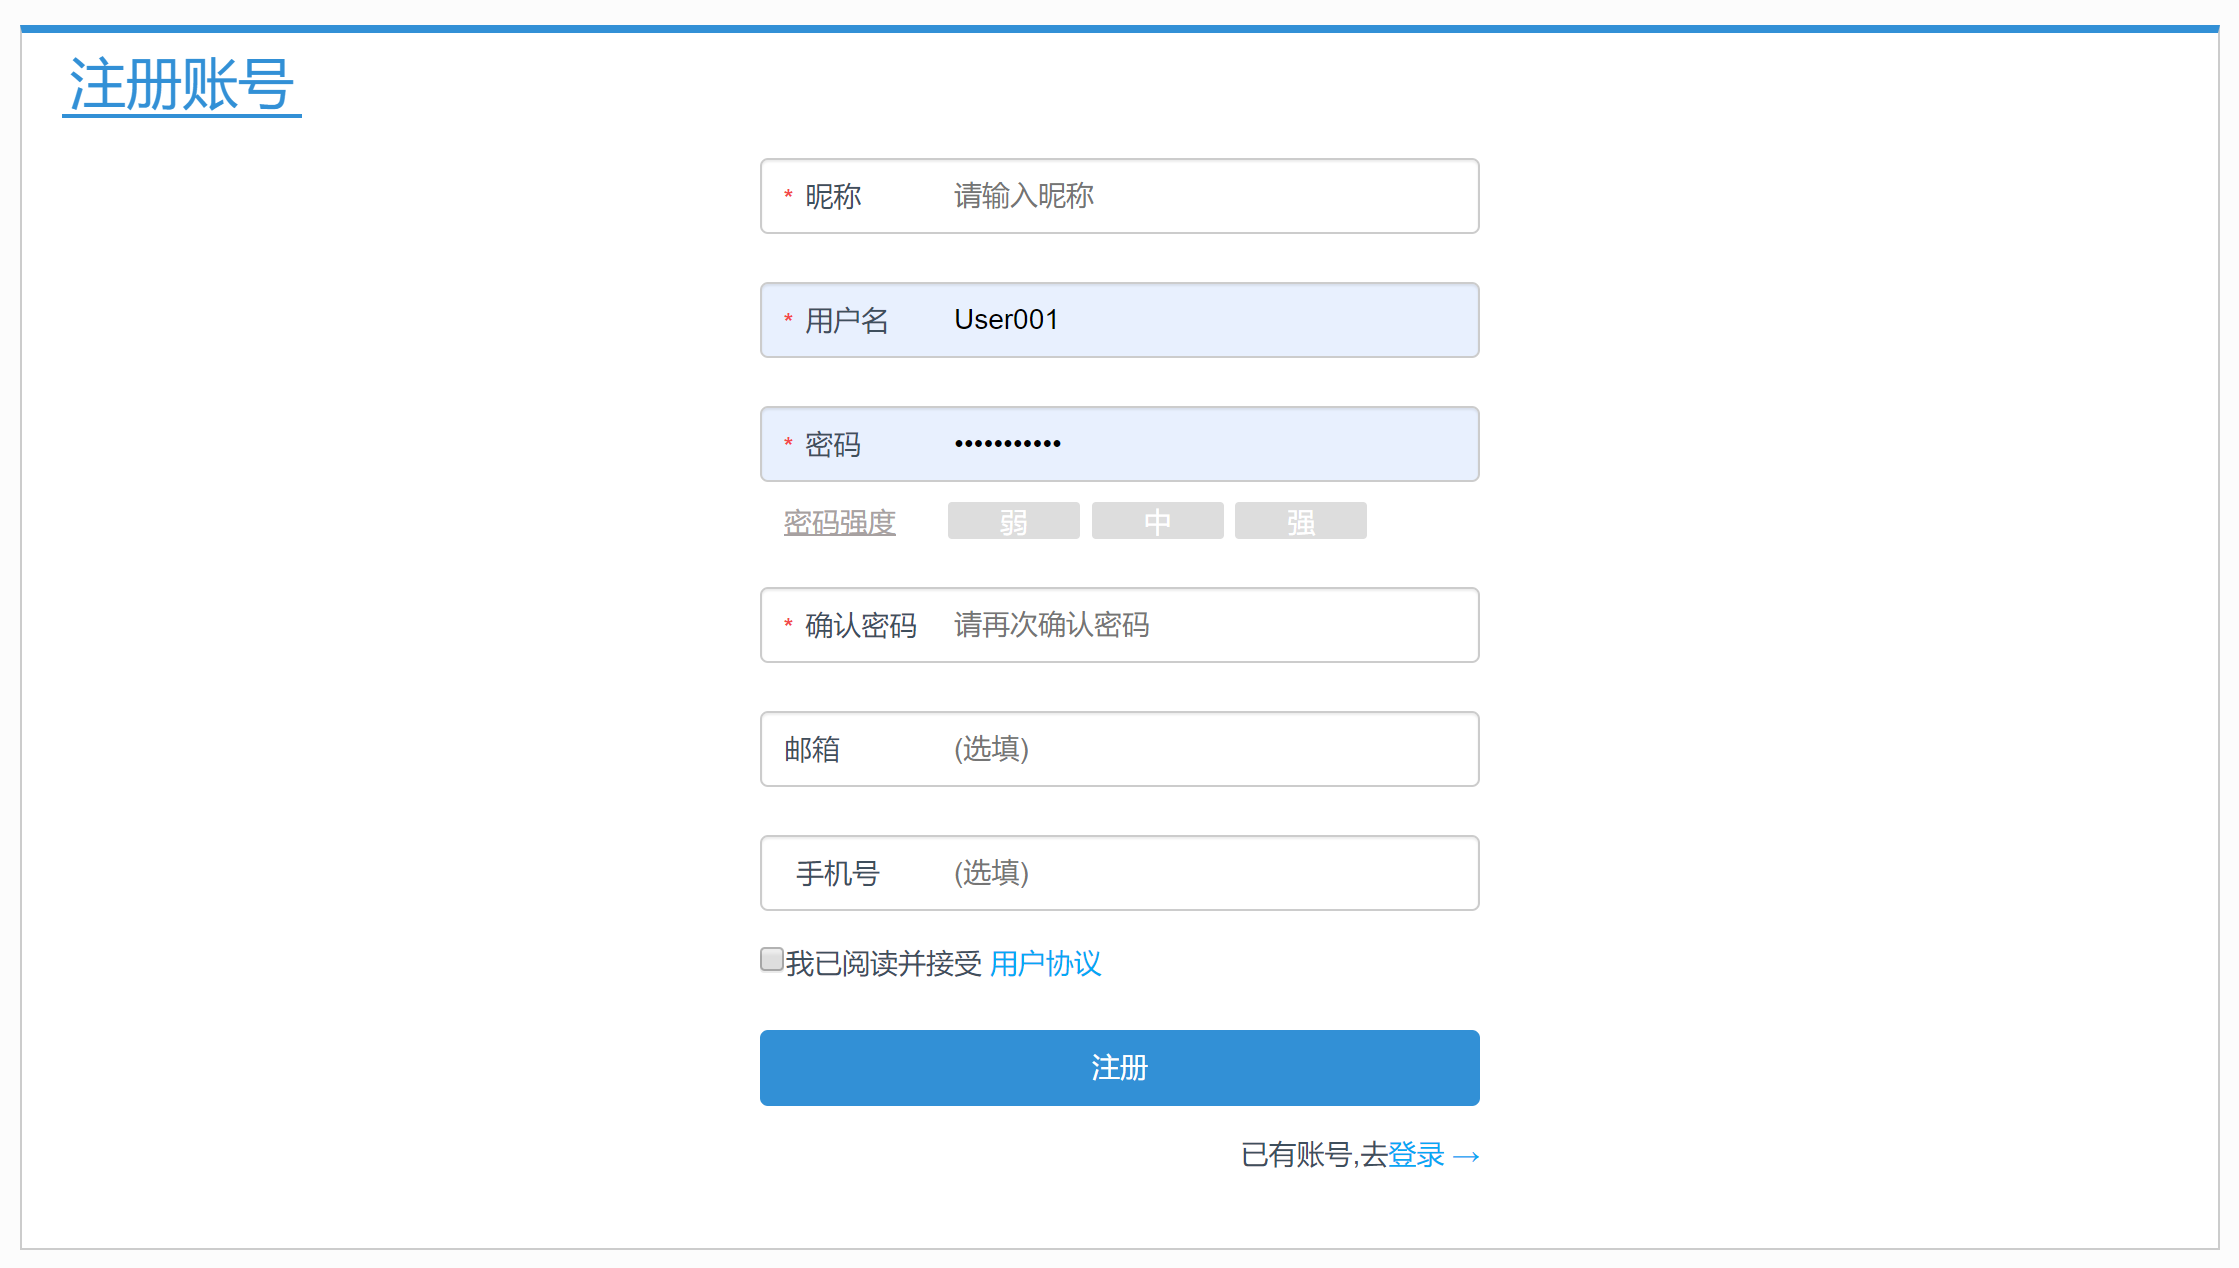 注册账号
* 昵称 请输入昵称
* 用户名 User001
* 密码 •••••••••••
密码强度 弱 中 强
* 确认密码 请再次确认密码
邮箱 (选填)
手机号 (选填)
我已阅读并接受 用户协议
注册
已有账号,去登录 →